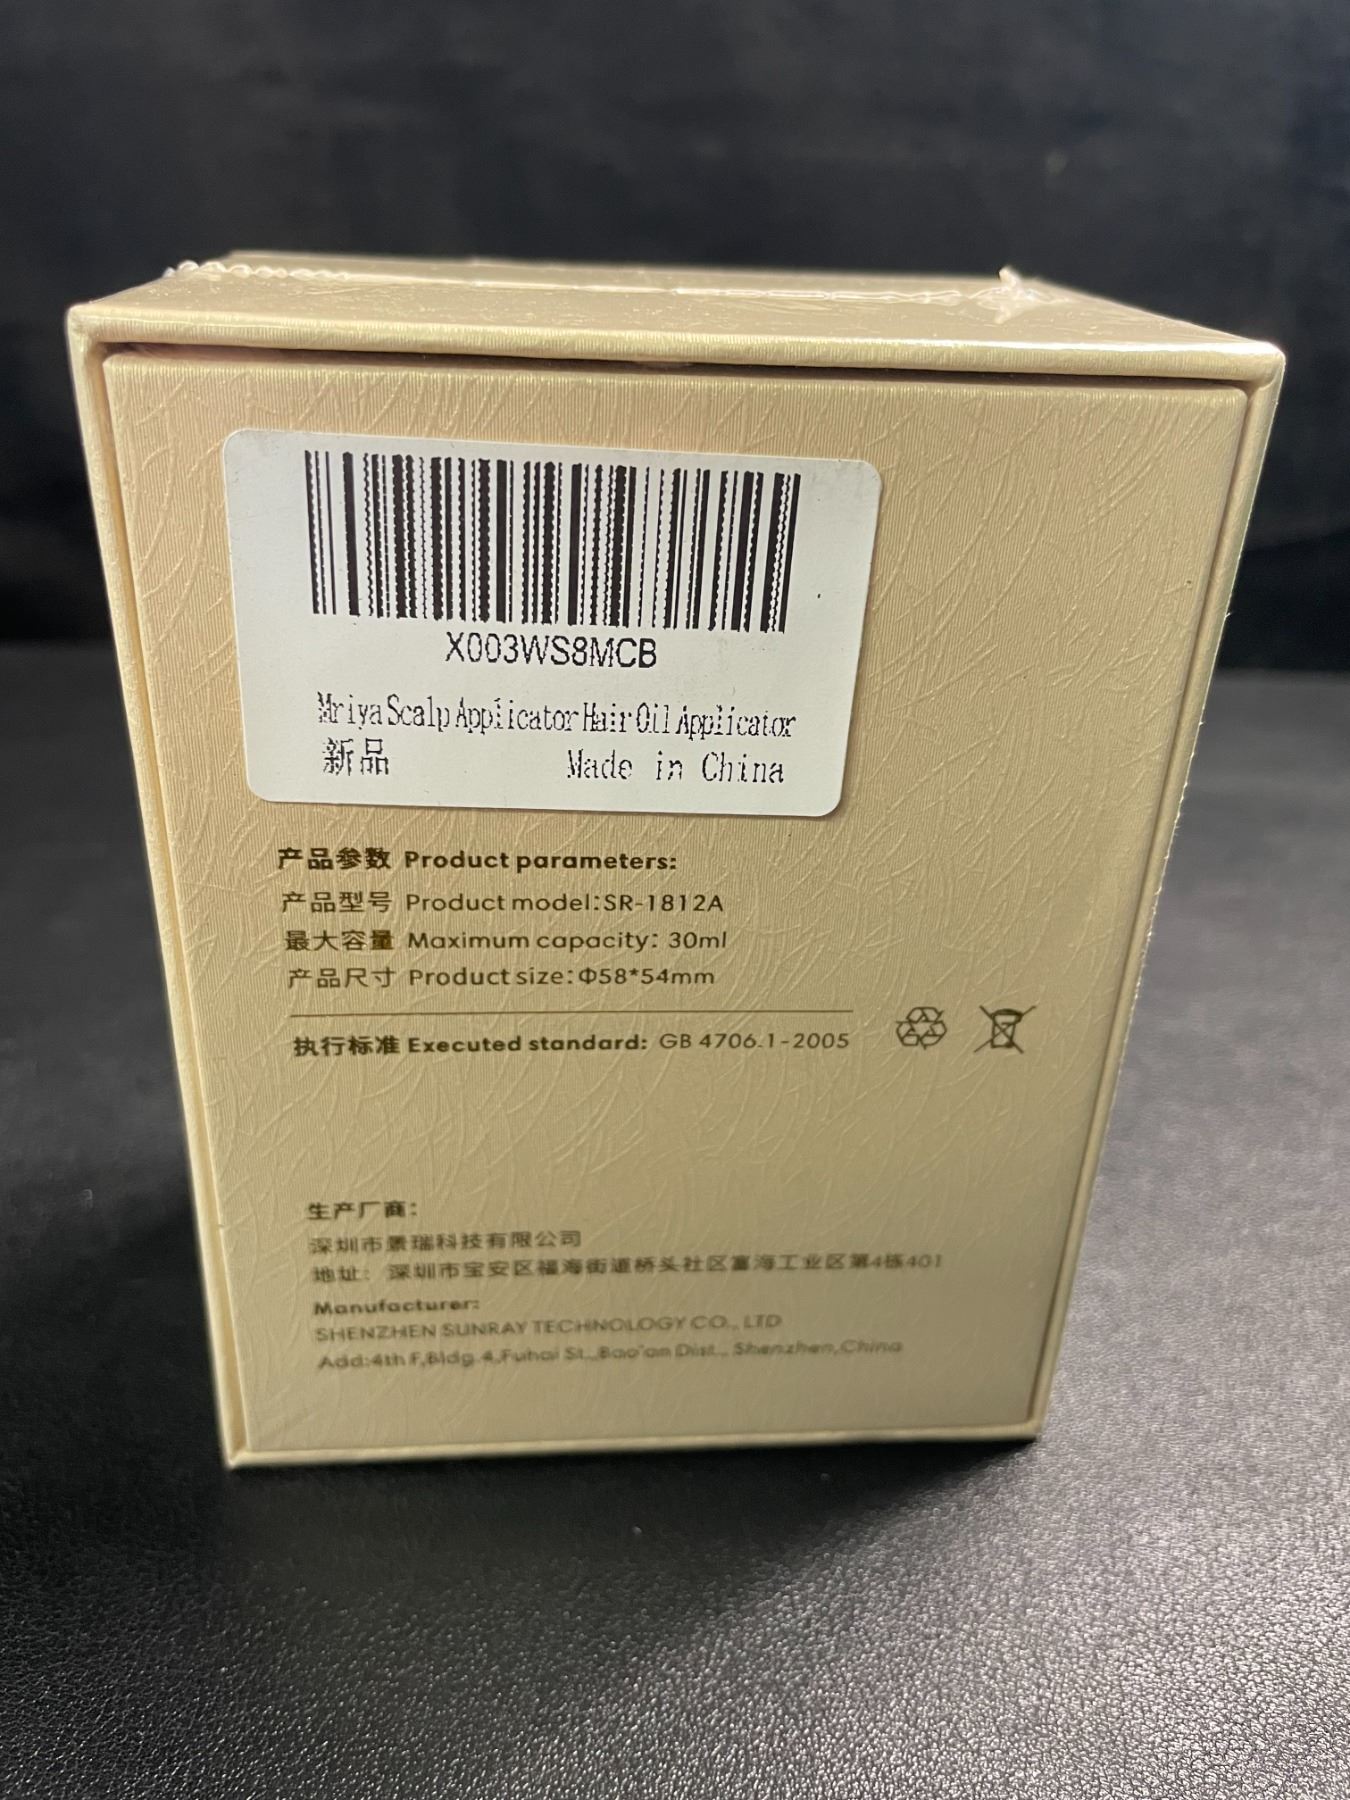 X003WS8MCB
Mriya Scalp Applicator Hair Oil Applicator
新品 Made in China
产品参数 Product parameters:
产品型号 Product model:SR-1812A
最大容量 Maximum capacity: 30ml
产品尺寸 Product size:Φ58*54mm
执行标准 Executed standard: GB 4706.1-2005
生产厂商:
深圳市景瑞科技有限公司
地址: 深圳市宝安区福海街道桥头社区富海工业区第4栋401
Manufacturer:
SHENZHEN SUNRAY TECHNOLOGY CO., LTD
Add:4th F,Bldg 4,Fuhai St.,Bao'an Dist., Shenzhen,China